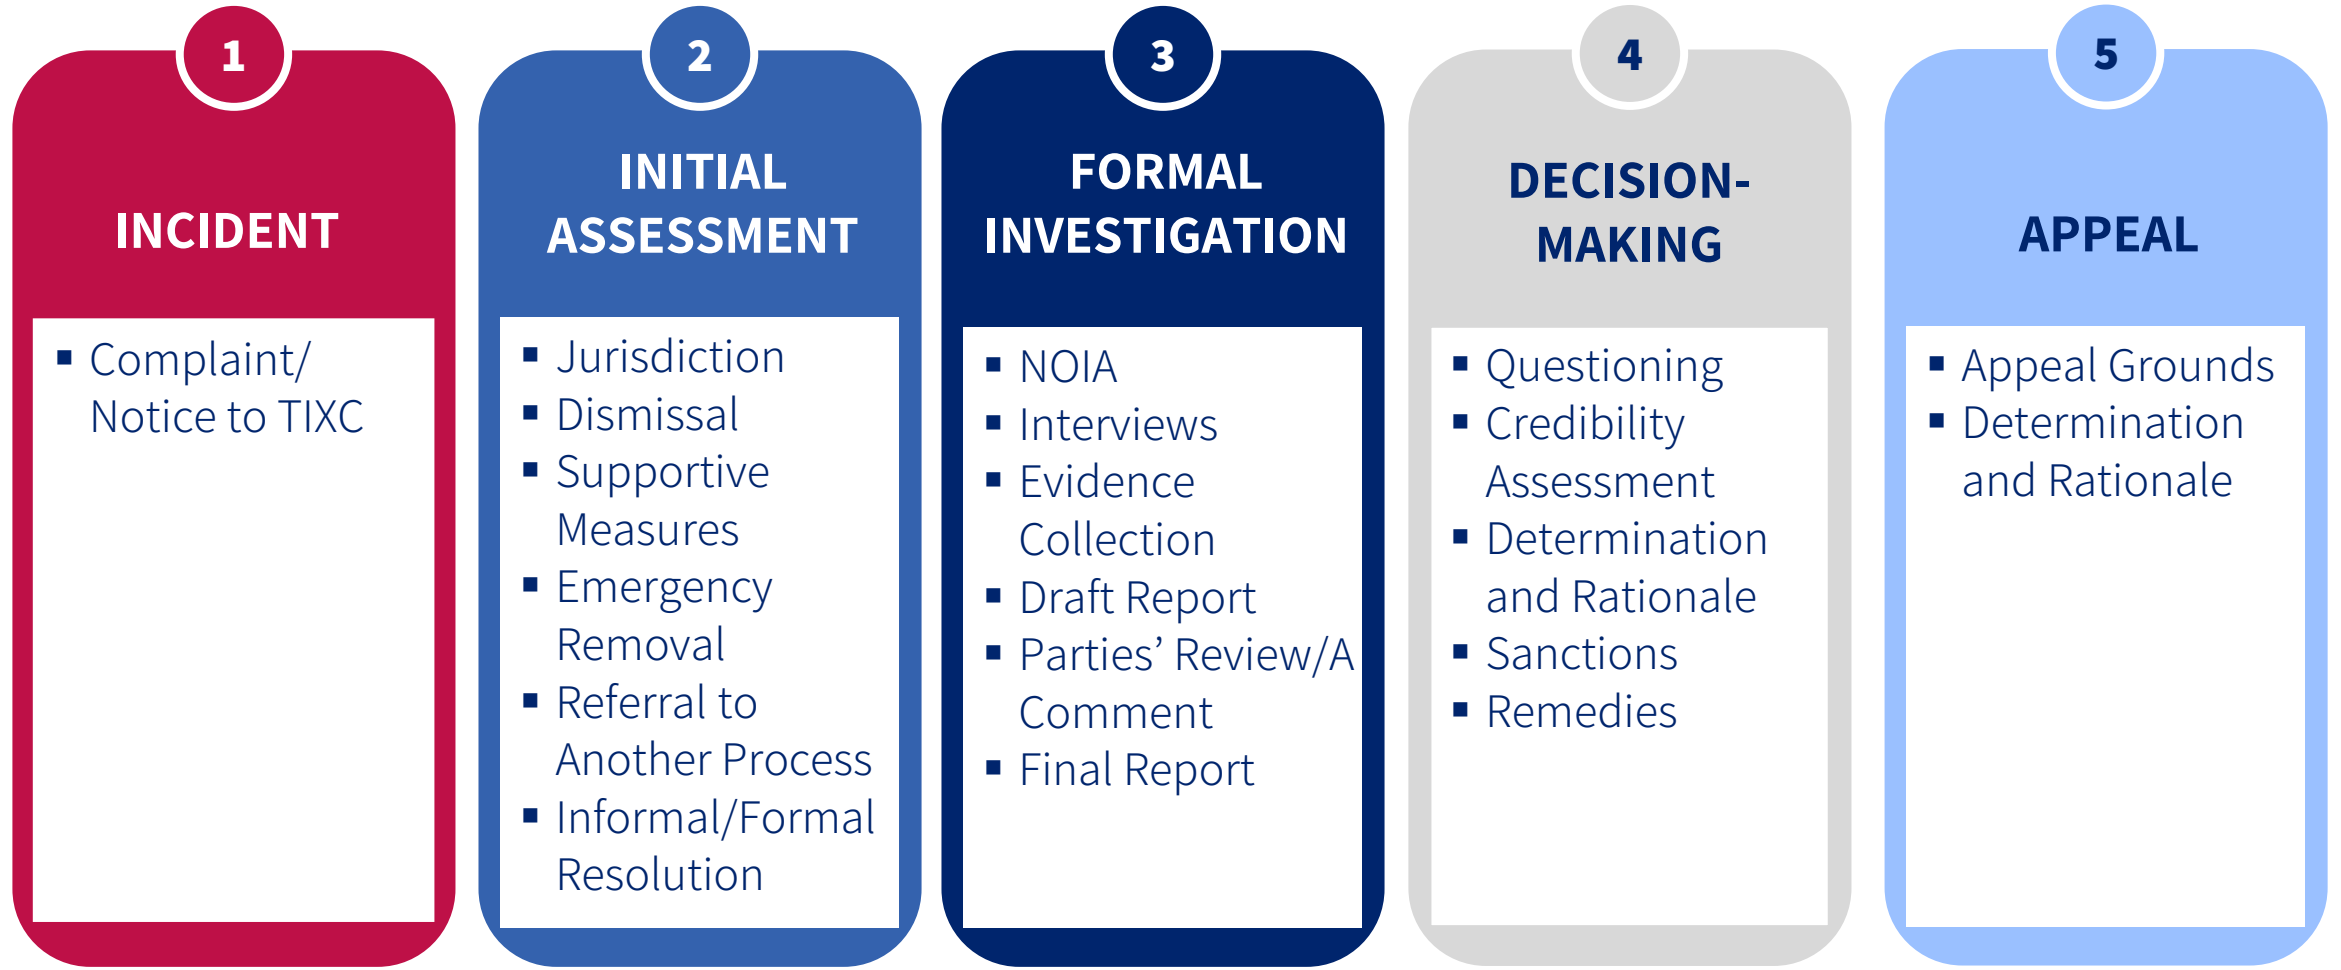 1
INCIDENT
▪ Complaint/
Notice to TIXC
2
INITIAL
ASSESSMENT
▪ Jurisdiction
▪ Dismissal
▪ Supportive
Measures
▪ Emergency
Removal
▪ Referral to
Another Process
▪ Informal/Formal
Resolution
3
FORMAL
INVESTIGATION
▪ NOIA
▪ Interviews
▪ Evidence
Collection
▪ Draft Report
▪ Parties’ Review/A
Comment
▪ Final Report
4
DECISION-
MAKING
▪ Questioning
▪ Credibility
Assessment
▪ Determination
and Rationale
▪ Sanctions
▪ Remedies
5
APPEAL
▪ Appeal Grounds
▪ Determination
and Rationale